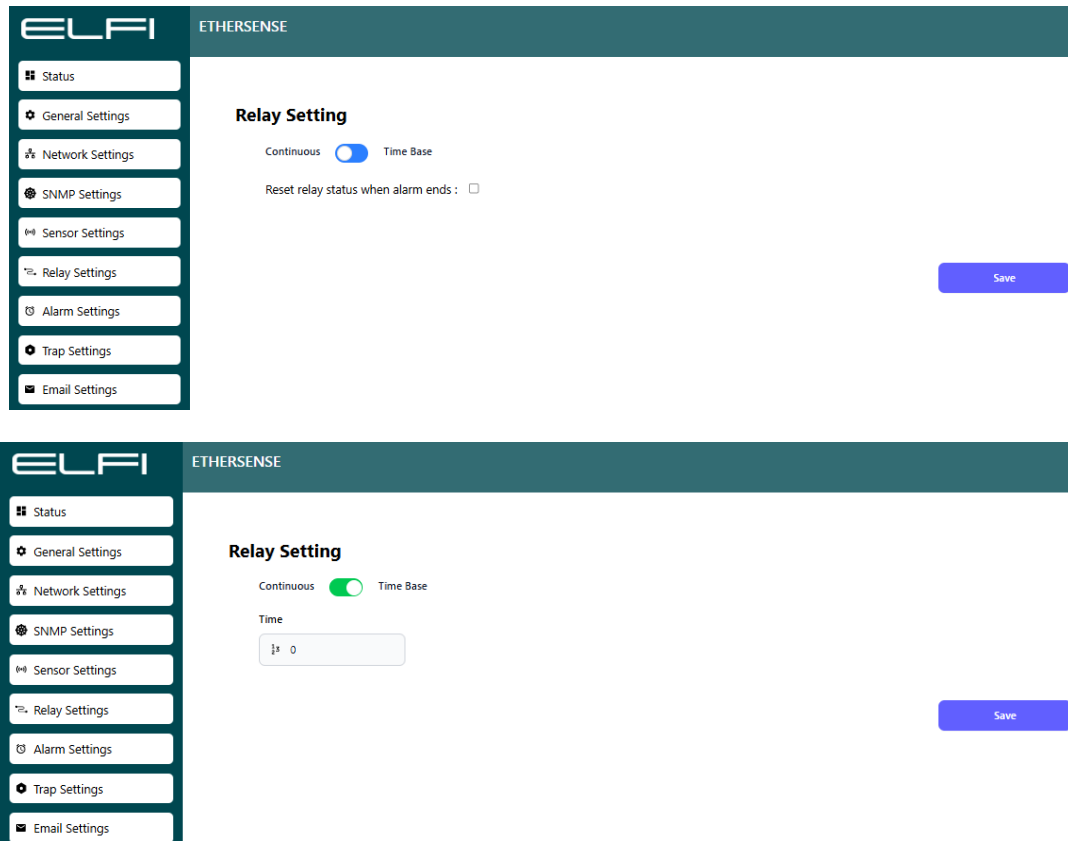 ELFI
ETHERSENSE
Status
General Settings
Network Settings
SNMP Settings
Sensor Settings
Relay Settings
Alarm Settings
Trap Settings
Email Settings
Relay Setting
Continuous Time Base
Reset relay status when alarm ends :
Save
ELFI
ETHERSENSE
Status
General Settings
Network Settings
SNMP Settings
Sensor Settings
Relay Settings
Alarm Settings
Trap Settings
Email Settings
Relay Setting
Continuous Time Base
Time
0
Save